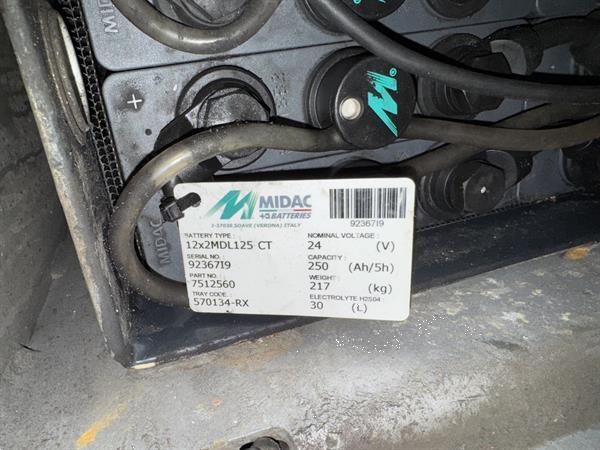 MIDAC
+
MIDAC
BATTERIES
I-37038 SOAVE (VERONA) ITALY
9236719
BATTERY TYPE :
12x2MDL125 CT
SERIAL NO:
9236719
PART NO:
7512560
TRAY CODE:
570134-RX
NOMINAL VOLTAGE :
24 (V)
CAPACITY :
250 (Ah/5h)
WEIGHT :
217 (kg)
ELECTROLYTE H2SO4 :
30 (L)